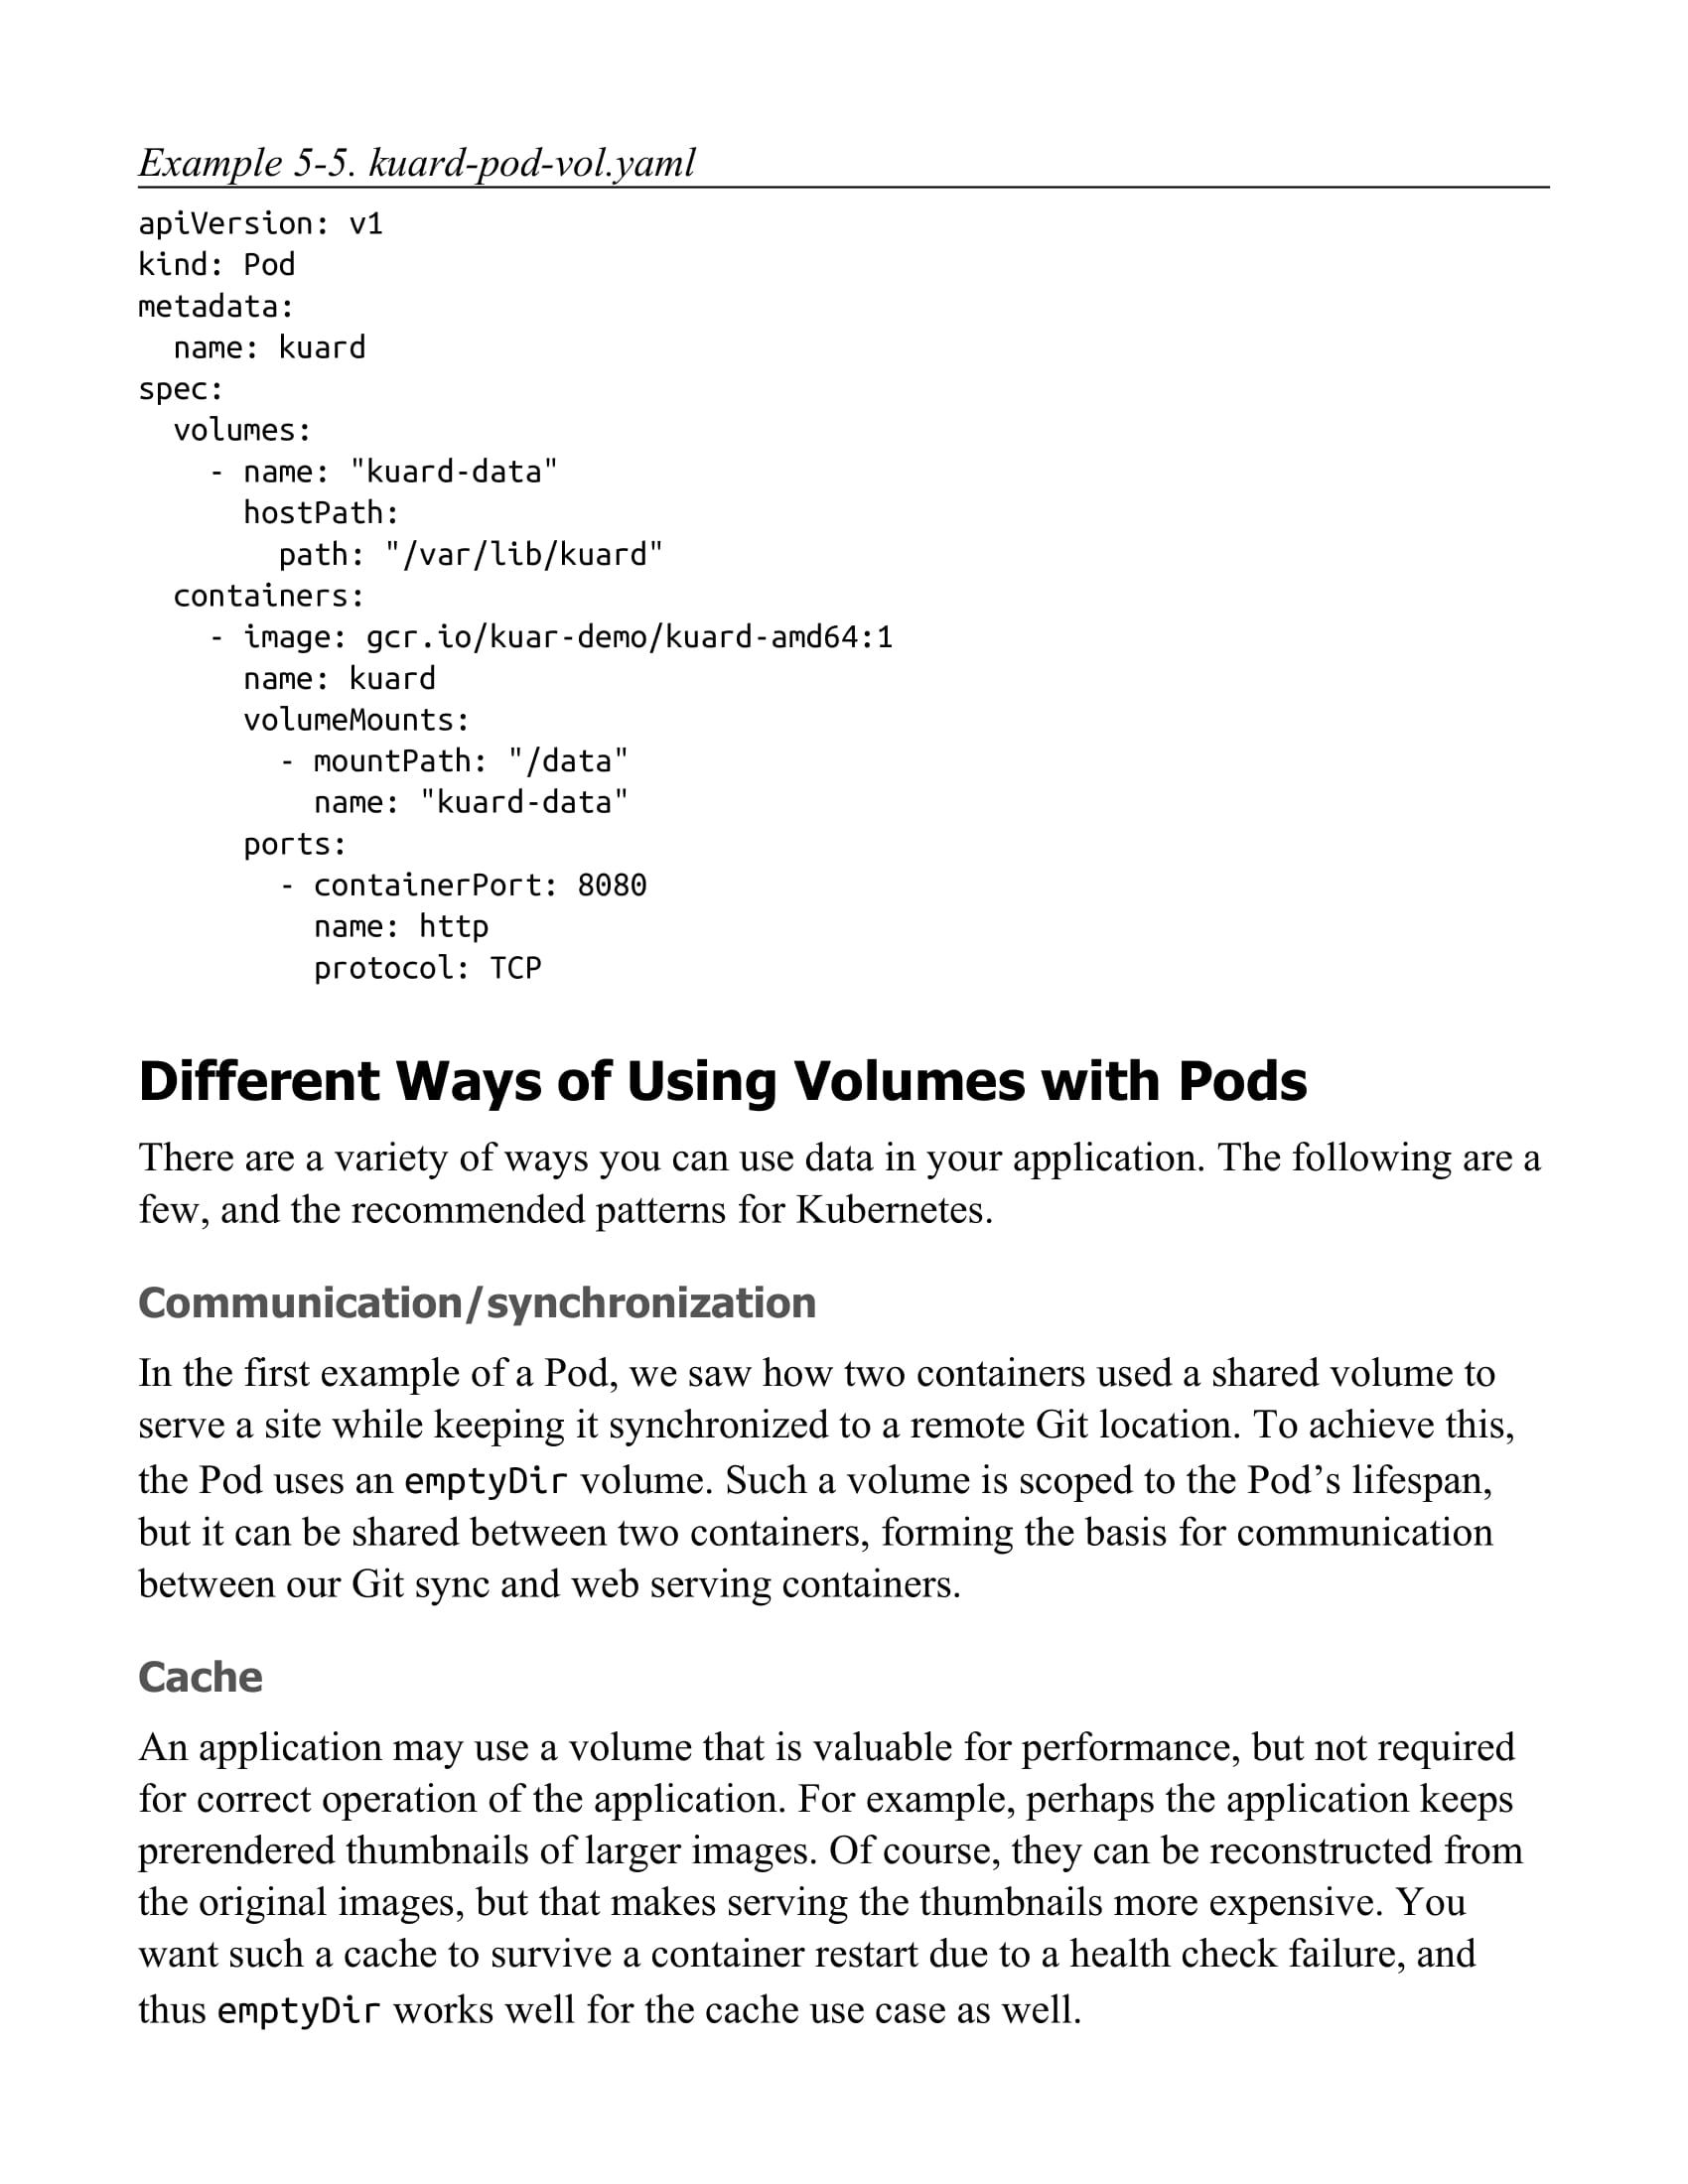 Example 5-5. kuard-pod-vol.yaml
apiVersion: v1
kind: Pod
metadata:
  name: kuard
spec:
  volumes:
    - name: "kuard-data"
      hostPath:
        path: "/var/lib/kuard"
  containers:
    - image: gcr.io/kuar-demo/kuard-amd64:1
      name: kuard
      volumeMounts:
        - mountPath: "/data"
          name: "kuard-data"
      ports:
        - containerPort: 8080
          name: http
          protocol: TCP
Different Ways of Using Volumes with Pods
There are a variety of ways you can use data in your application. The following are a
few, and the recommended patterns for Kubernetes.
Communication/synchronization
In the first example of a Pod, we saw how two containers used a shared volume to
serve a site while keeping it synchronized to a remote Git location. To achieve this,
the Pod uses an emptyDir volume. Such a volume is scoped to the Pod’s lifespan,
but it can be shared between two containers, forming the basis for communication
between our Git sync and web serving containers.
Cache
An application may use a volume that is valuable for performance, but not required
for correct operation of the application. For example, perhaps the application keeps
prerendered thumbnails of larger images. Of course, they can be reconstructed from
the original images, but that makes serving the thumbnails more expensive. You
want such a cache to survive a container restart due to a health check failure, and
thus emptyDir works well for the cache use case as well.